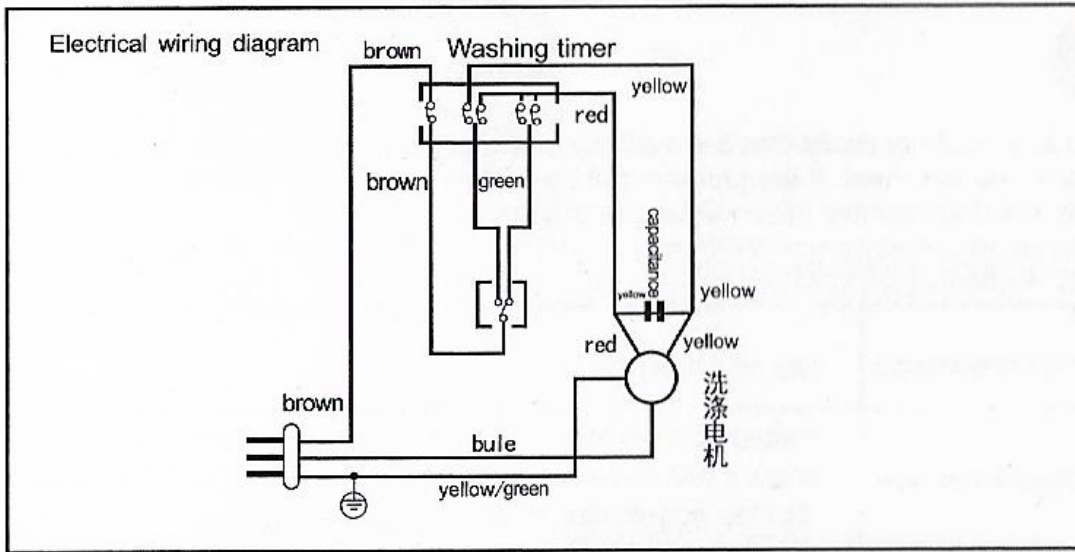 Electrical wiring diagram
Washing timer
brown
yellow
red
brown
green
capacitance
yellow
yellow
red
yellow
洗涤电机
brown
bule
yellow/green